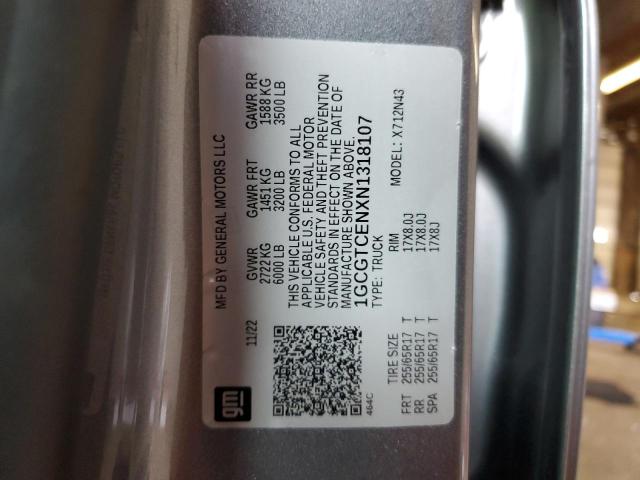 MFD BY GENERAL MOTORS LLC
11/22 GVWR GAWR FRT GAWR RR
2722 KG 1451 KG 1588 KG
6000 LB 3200 LB 3500 LB
THIS VEHICLE CONFORMS TO ALL
APPLICABLE U.S. FEDERAL MOTOR
VEHICLE SAFETY AND THEFT PREVENTION
STANDARDS IN EFFECT ON THE DATE OF
MANUFACTURE SHOWN ABOVE.
1GCGTCENXN1318107
TYPE: TRUCK MODEL: X712N43
gm
464C
TIRE SIZE RIM
FRT 255/65R17 T 17X8.0J
RR 255/65R17 T 17X8.0J
SPA 255/65R17 T 17X8J